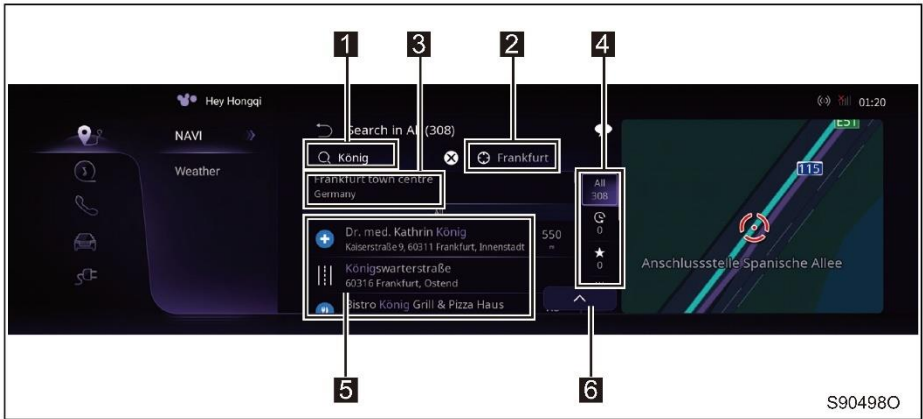 1
3
2
4
Hey Hongqi
01:20
NAVI
Weather
Search in All (308)
König
Frankfurt
Frankfurt town centre
Germany
All
308
0
0
All
Dr. med. Kathrin König
Kaiserstraße 9, 60311 Frankfurt, Innenstadt
550
m
Königswarterstraße
60316 Frankfurt, Ostend
Bistro König Grill & Pizza Haus
E51
115
Anschlussstelle Spanische Allee
5
6
S90498O